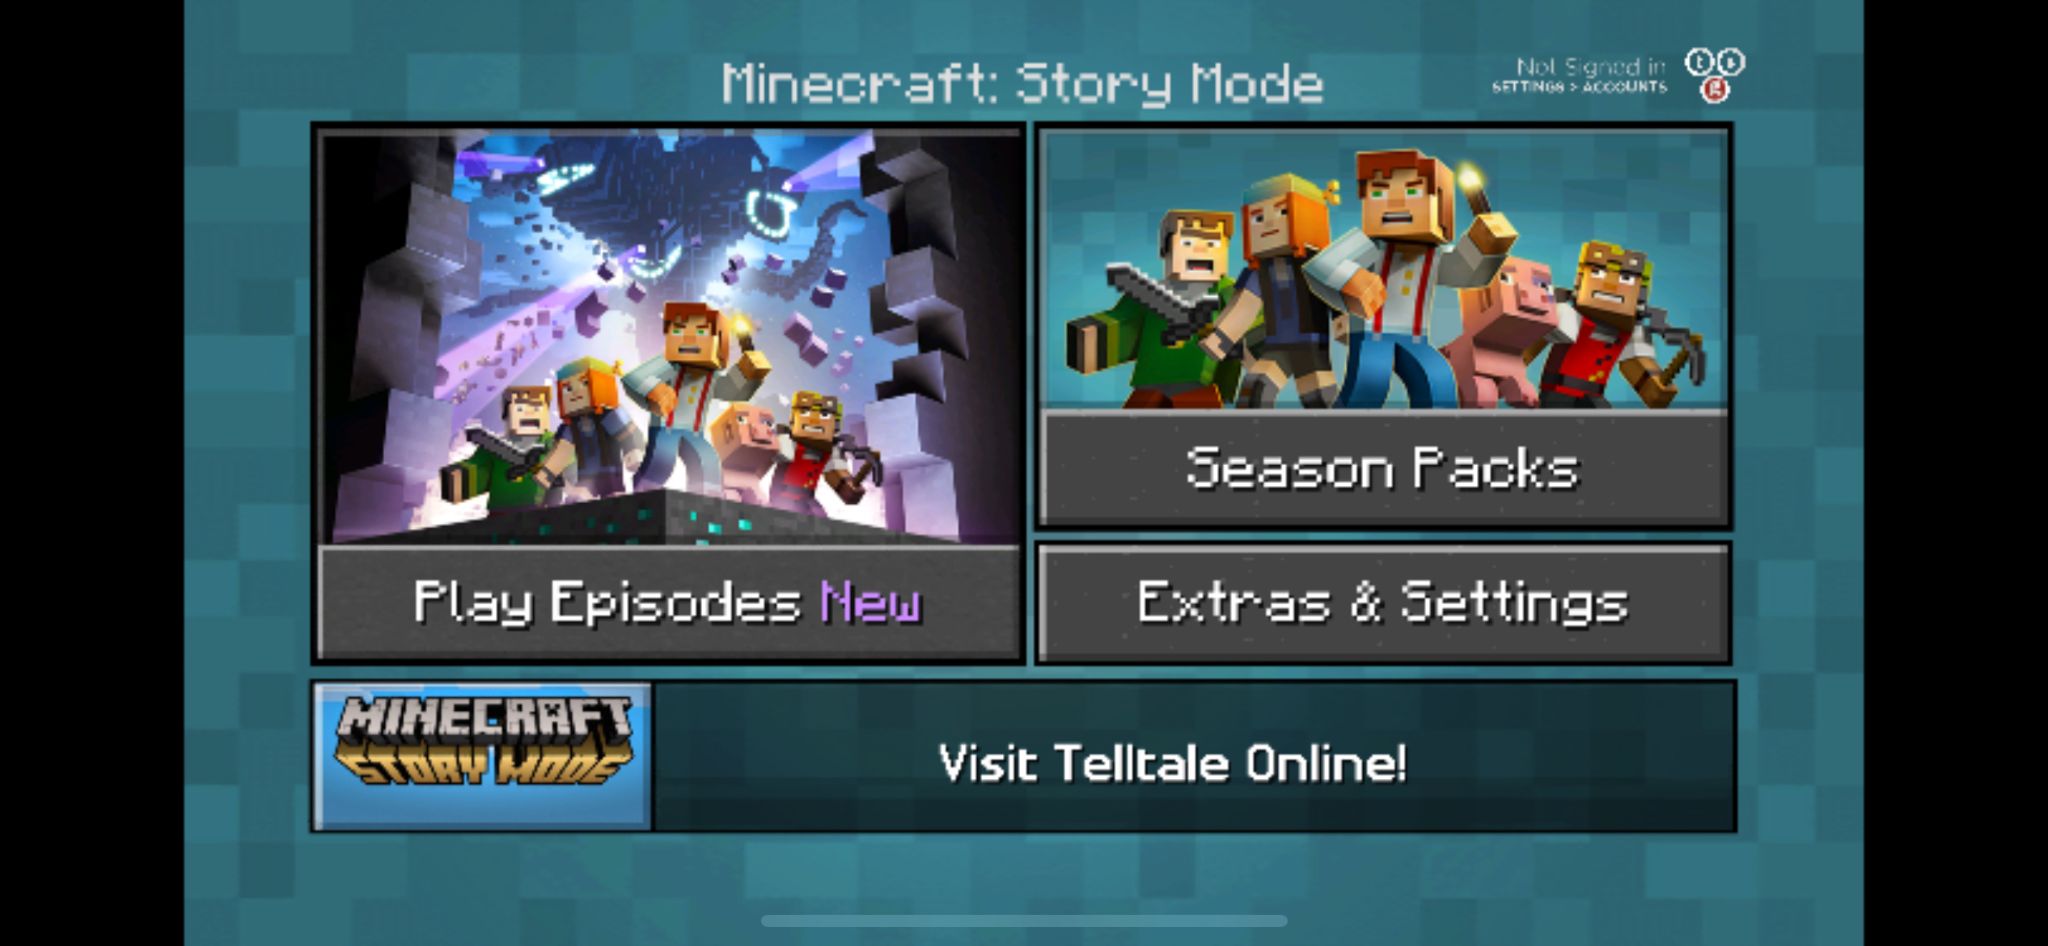 Minecraft: Story Mode
Not Signed in
SETTINGS > ACCOUNTS
Season Packs
Play Episodes New
Extras & Settings
MINECRAFT
STORY MODE
Visit Telltale Online!